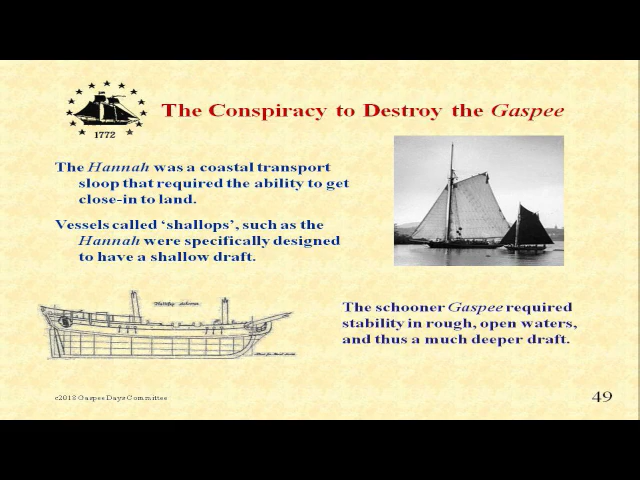 1772
The Conspiracy to Destroy the Gaspee
The Hannah was a coastal transport
sloop that required the ability to get
close-in to land.
Vessels called ‘shallops’, such as the
Hannah were specifically designed
to have a shallow draft.
The schooner Gaspee required
stability in rough, open waters,
and thus a much deeper draft.
c2018 Gaspee Days Committee
49